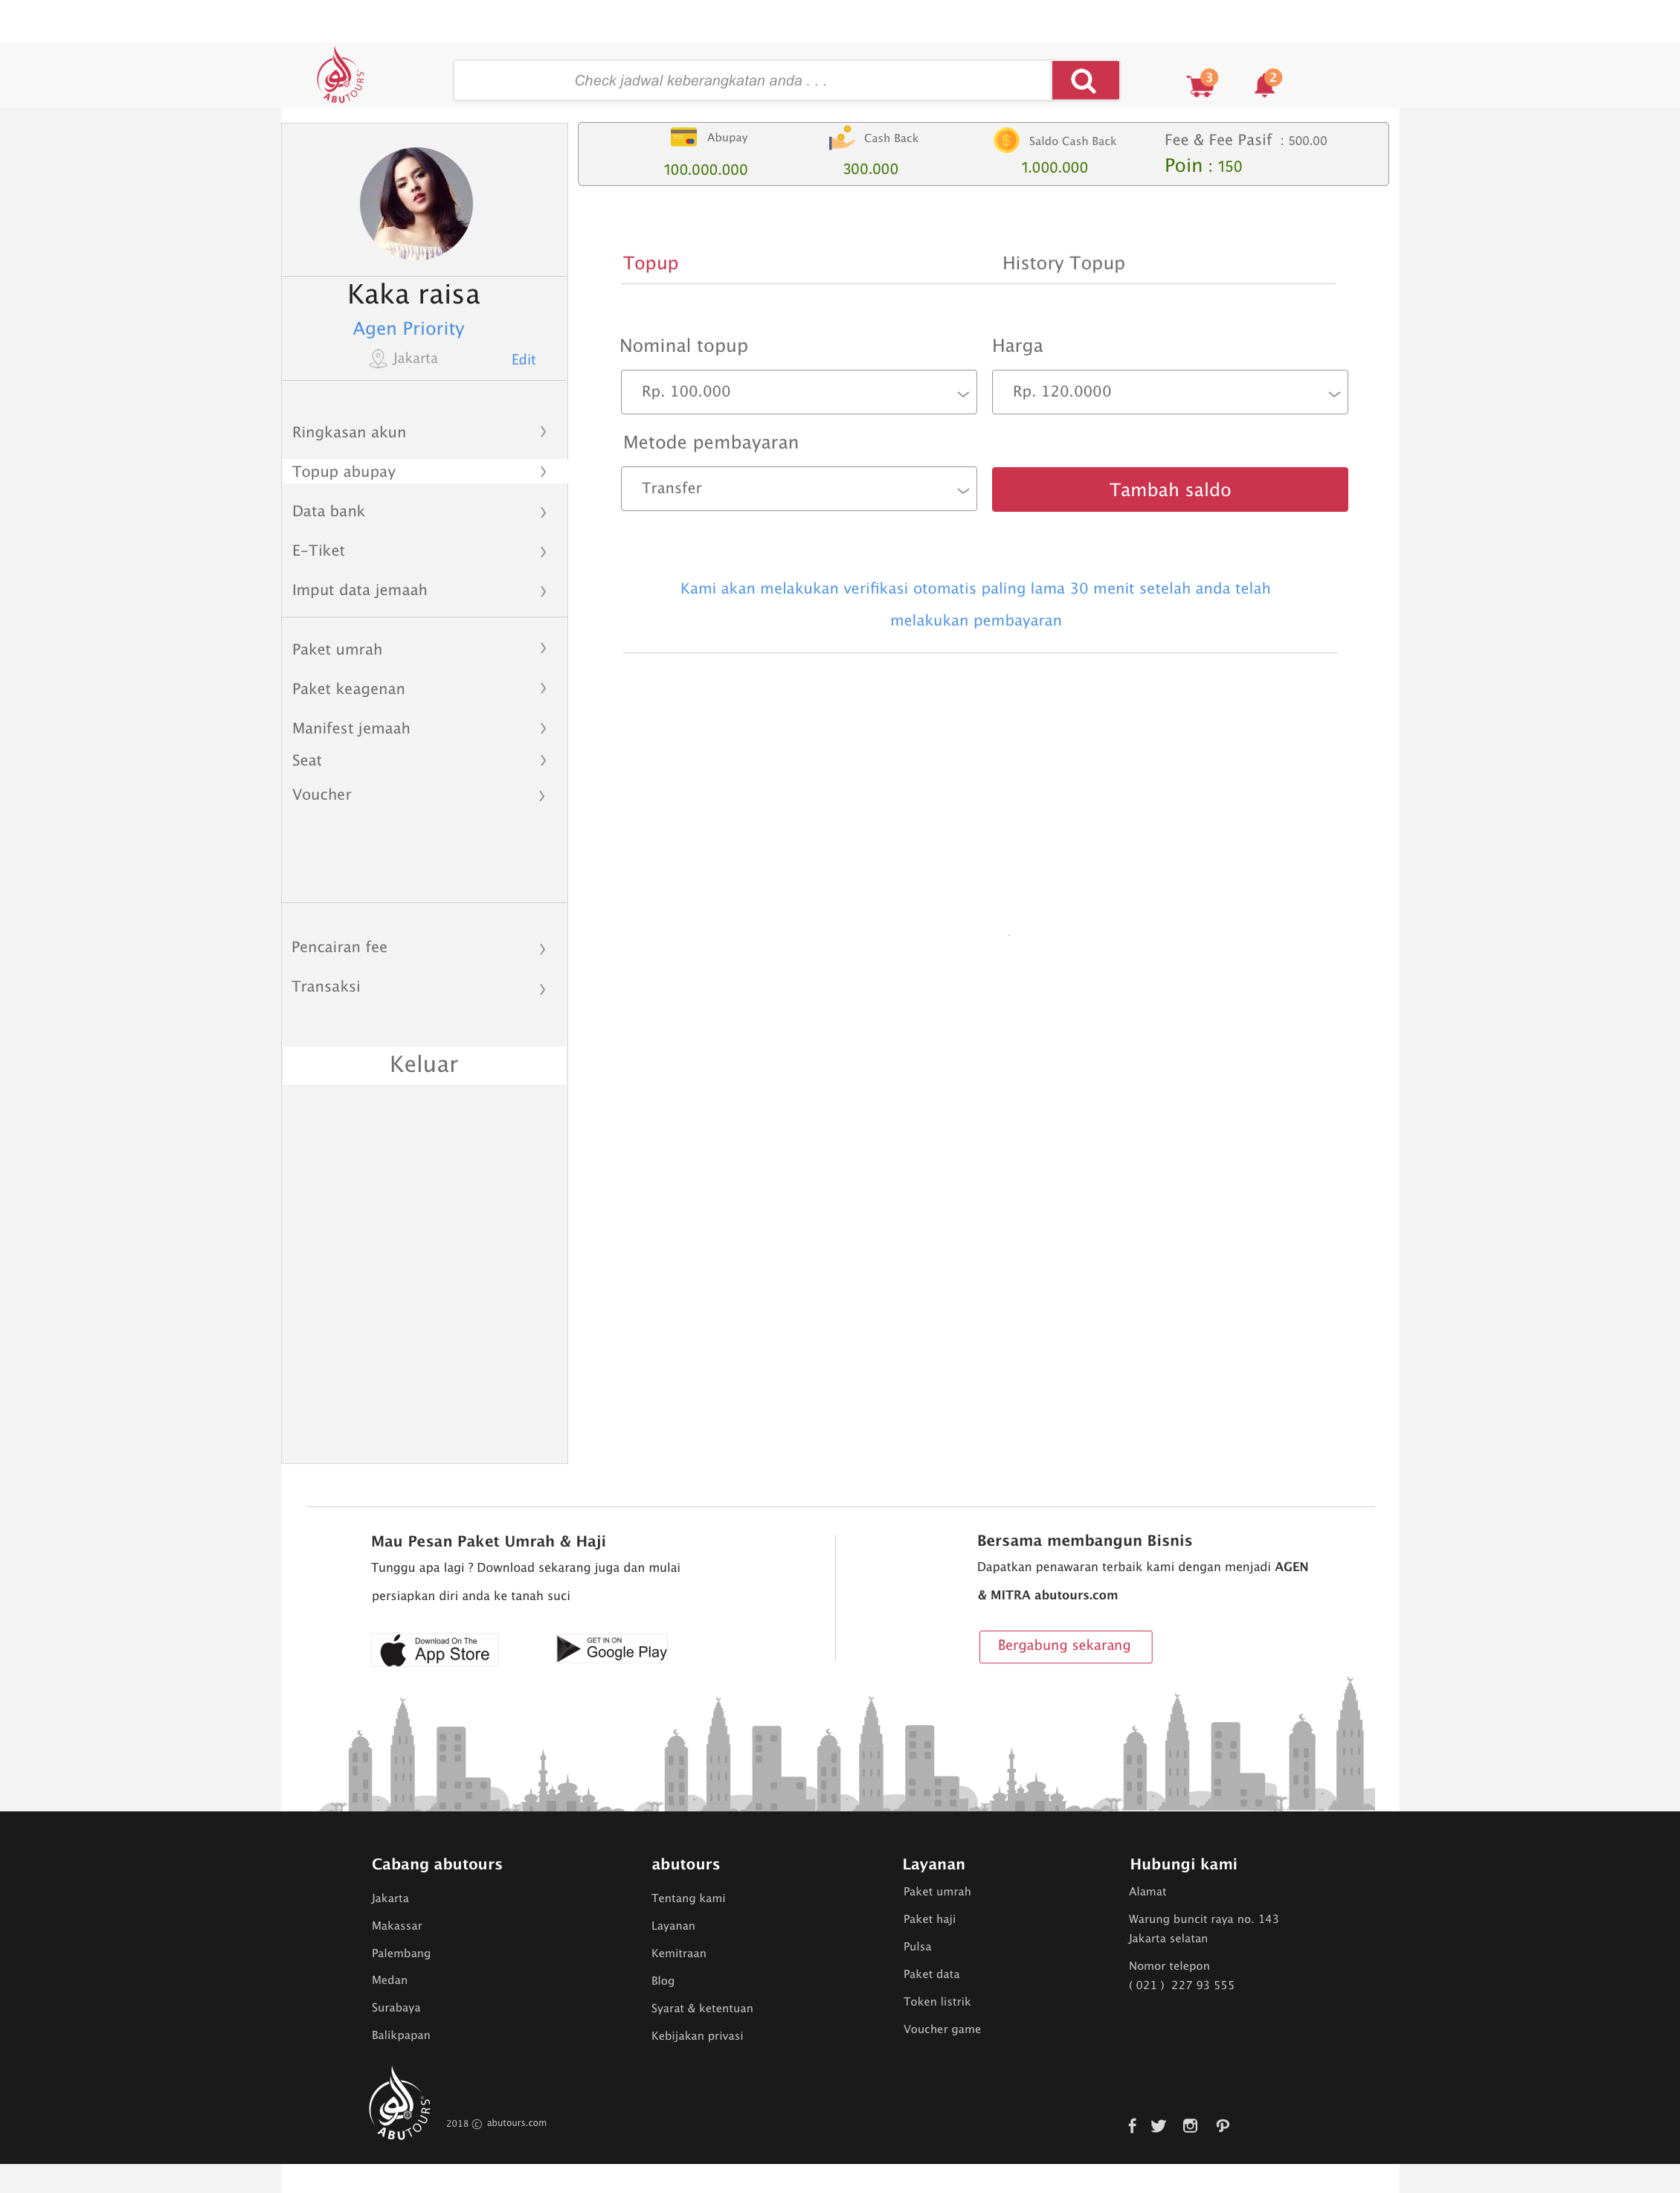 ABUTOURS
Check jadwal keberangkatan anda . . .
3
2
Abupay
100.000.000
Cash Back
300.000
Saldo Cash Back
1.000.000
Fee & Fee Pasif : 500.00
Poin : 150
Kaka raisa
Agen Priority
Jakarta
Edit
Ringkasan akun
Topup abupay
Data bank
E-Tiket
Imput data jemaah
Paket umrah
Paket keagenan
Manifest jemaah
Seat
Voucher
Pencairan fee
Transaksi
Keluar
Topup
History Topup
Nominal topup
Harga
Rp. 100.000
Rp. 120.0000
Metode pembayaran
Transfer
Tambah saldo
Kami akan melakukan verifikasi otomatis paling lama 30 menit setelah anda telah
melakukan pembayaran
Mau Pesan Paket Umrah & Haji
Tunggu apa lagi ? Download sekarang juga dan mulai
persiapkan diri anda ke tanah suci
Download On The
App Store
GET IN ON
Google Play
Bersama membangun Bisnis
Dapatkan penawaran terbaik kami dengan menjadi AGEN
& MITRA abutours.com
Bergabung sekarang
Cabang abutours
Jakarta
Makassar
Palembang
Medan
Surabaya
Balikpapan
abutours
Tentang kami
Layanan
Kemitraan
Blog
Syarat & ketentuan
Kebijakan privasi
Layanan
Paket umrah
Paket haji
Pulsa
Paket data
Token listrik
Voucher game
Hubungi kami
Alamat
Warung buncit raya no. 143
Jakarta selatan
Nomor telepon
( 021 ) 227 93 555
ABUTOURS
2018 © abutours.com